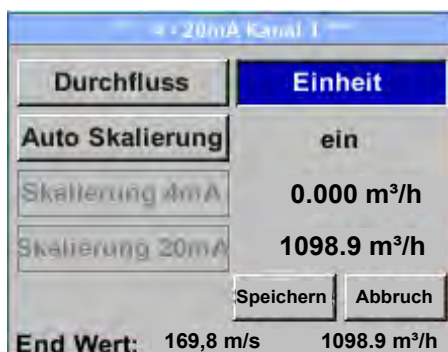 4 - 20mA Kanal 1
Durchfluss Einheit
Auto Skalierung ein
Skalierung 4mA 0.000 m³/h
Skalierung 20mA 1098.9 m³/h
Speichern Abbruch
End Wert: 169,8 m/s 1098.9 m³/h